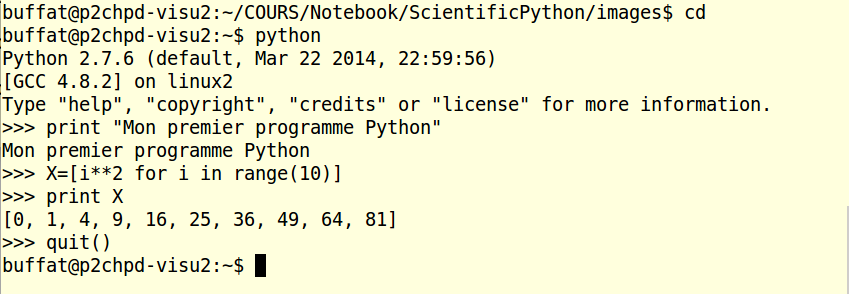 buffat@p2chpd-visu2:~/COURS/Notebook/ScientificPython/images$ cd
buffat@p2chpd-visu2:~$ python
Python 2.7.6 (default, Mar 22 2014, 22:59:56)
[GCC 4.8.2] on linux2
Type "help", "copyright", "credits" or "license" for more information.
>>> print "Mon premier programme Python"
Mon premier programme Python
>>> X=[i**2 for i in range(10)]
>>> print X
[0, 1, 4, 9, 16, 25, 36, 49, 64, 81]
>>> quit()
buffat@p2chpd-visu2:~$